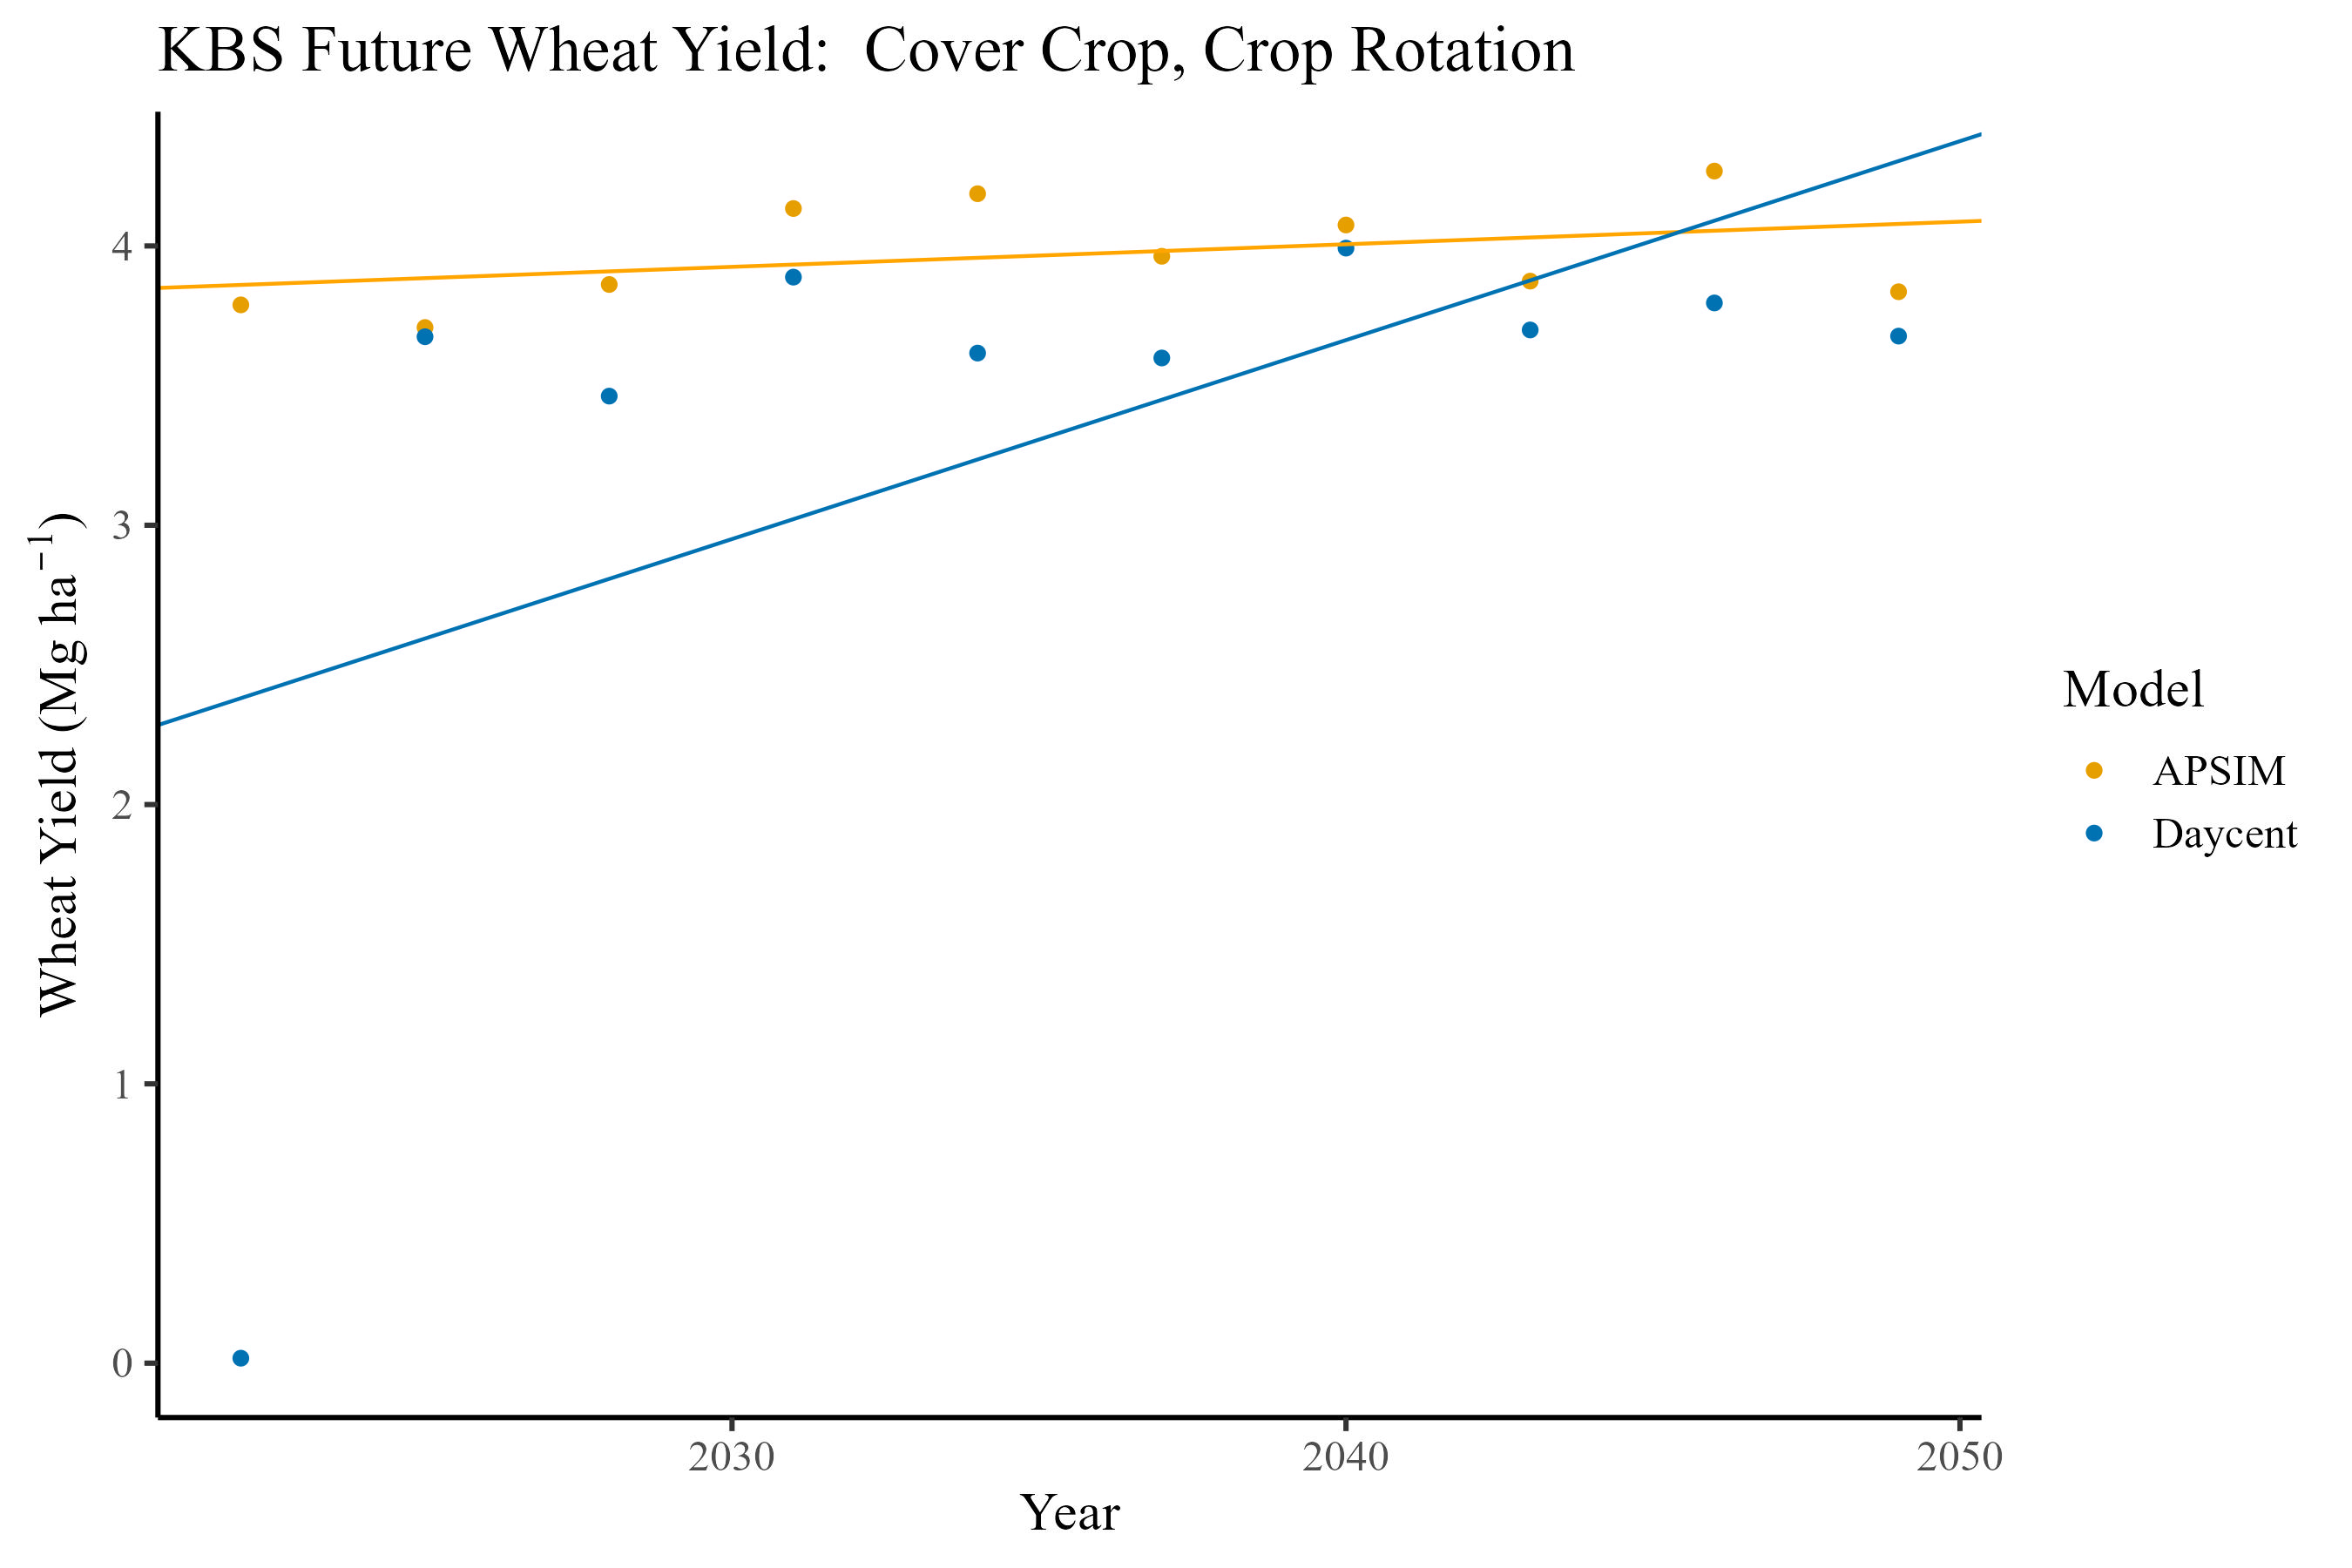 KBS Future Wheat Yield:  Cover Crop, Crop Rotation
Wheat Yield (Mg ha⁻¹)
4
3
2
1
0
2030 2040 2050
Year
Model
APSIM
Daycent